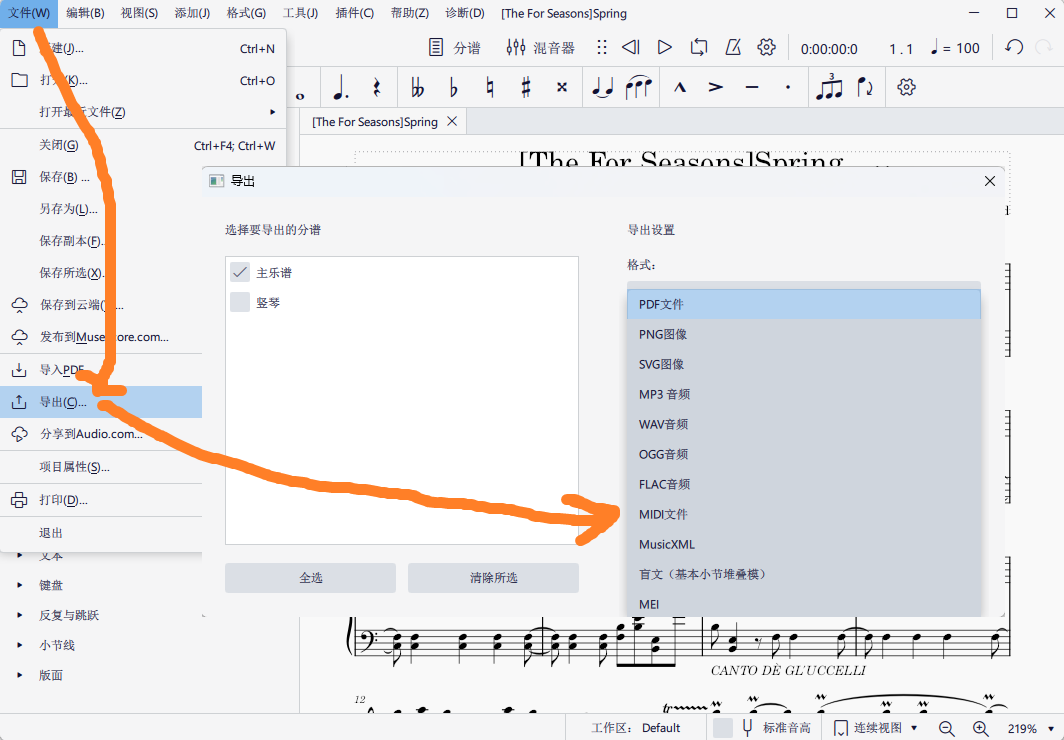 文件(W) 编辑(B) 视图(S) 添加(J) 格式(G) 工具(J) 插件(C) 帮助(Z) 诊断(D) [The For Seasons]Spring
分谱 混音器 0:00:00:0 1 . 1 = 100
新建(J)... Ctrl+N
打开(K)... Ctrl+O
打开最近文件(Z)
关闭(G) Ctrl+F4; Ctrl+W
保存(B) ...
另存为(L)...
保存副本(F)...
保存所选(X)...
保存到云端
发布到MuseScore.com...
导入PDF
导出(C)...
分享到Audio.com...
项目属性(S)...
打印(D)...
退出
文本
键盘
反复与跳跃
小节线
版面
3
[The For Seasons]Spring
[The For Seasons]Spring
1
导出
选择要导出的分谱
主乐谱
竖琴
全选 清除所选
导出设置
格式：
PDF文件
PNG图像
SVG图像
MP3 音频
WAV音频
OGG音频
FLAC音频
MIDI文件
MusicXML
盲文（基本小节堆叠模）
MEI
CANTO DÈ GL'UCCELLI
12
tr
工作区： Default 标准音高 连续视图 219%